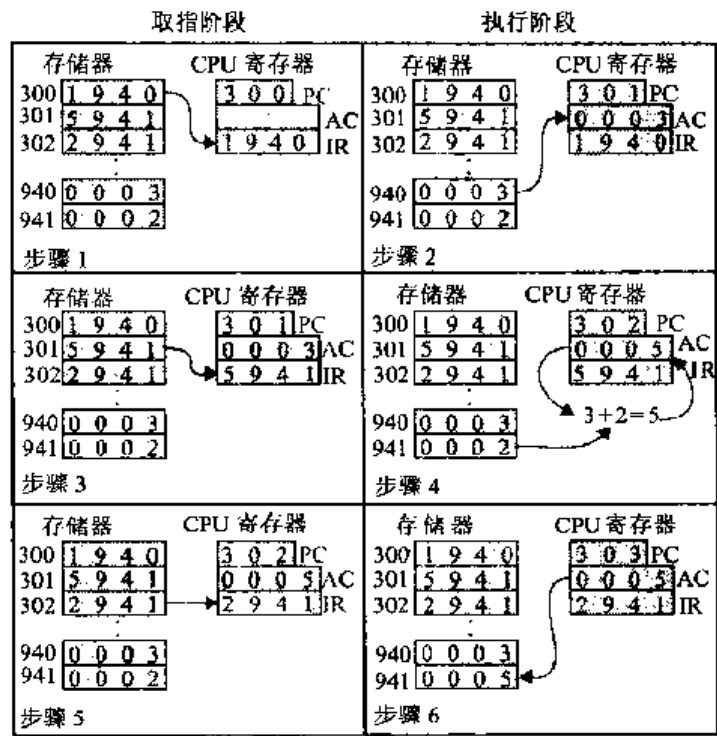 取指阶段 执行阶段
存储器 CPU 寄存器
300 1 9 4 0 3 0 0 PC
301 5 9 4 1 AC
302 2 9 4 1 1 9 4 0 IR
940 0 0 0 3
941 0 0 0 2
步骤 1
存储器 CPU 寄存器
300 1 9 4 0 3 0 1 PC
301 5 9 4 1 0 0 0 3 AC
302 2 9 4 1 1 9 4 0 IR
940 0 0 0 3
941 0 0 0 2
步骤 2
存储器 CPU 寄存器
300 1 9 4 0 3 0 1 PC
301 5 9 4 1 0 0 0 3 AC
302 2 9 4 1 5 9 4 1 IR
940 0 0 0 3
941 0 0 0 2
步骤 3
存储器 CPU 寄存器
300 1 9 4 0 3 0 2 PC
301 5 9 4 1 0 0 0 5 AC
302 2 9 4 1 5 9 4 1 IR
940 0 0 0 3 3+2=5
941 0 0 0 2
步骤 4
存储器 CPU 寄存器
300 1 9 4 0 3 0 2 PC
301 5 9 4 1 0 0 0 5 AC
302 2 9 4 1 2 9 4 1 IR
940 0 0 0 3
941 0 0 0 2
步骤 5
存储器 CPU 寄存器
300 1 9 4 0 3 0 3 PC
301 5 9 4 1 0 0 0 5 AC
302 2 9 4 1 2 9 4 1 IR
940 0 0 0 3
941 0 0 0 5
步骤 6